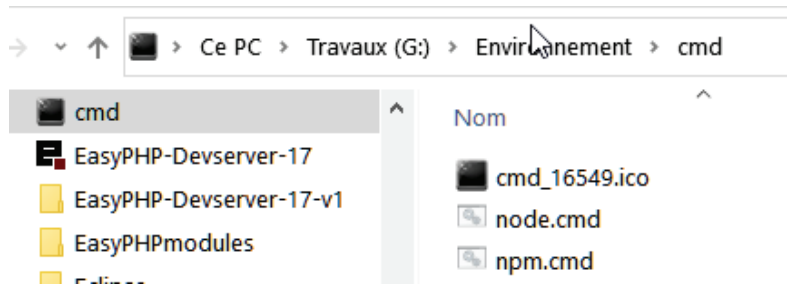 Ce PC > Travaux (G:) > Environnement > cmd
cmd
EasyPHP-Devserver-17
EasyPHP-Devserver-17-v1
EasyPHPmodules
Nom
cmd_16549.ico
node.cmd
npm.cmd